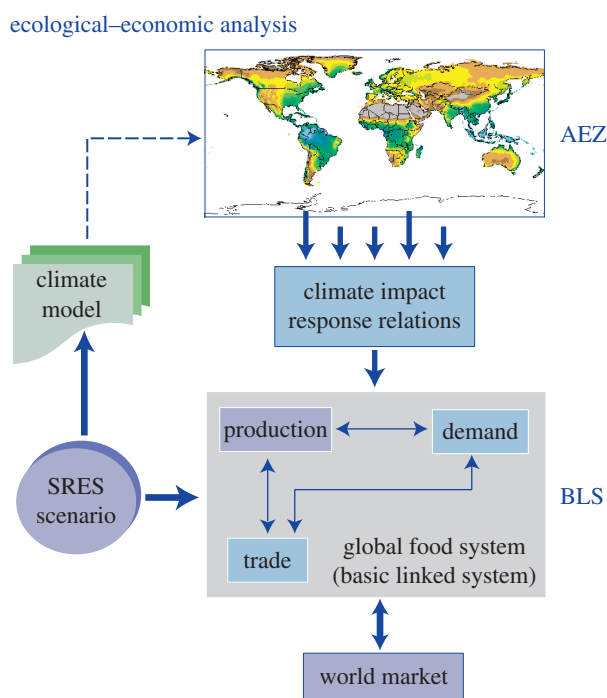 ecological–economic analysis
AEZ
climate
model
climate impact
response relations
production
demand
SRES
scenario
BLS
trade
global food system
(basic linked system)
world market